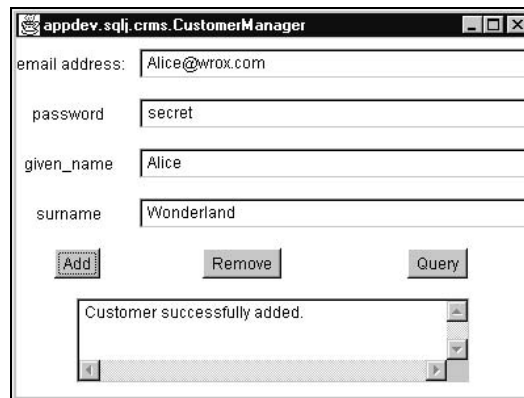 appdev.sqlj.crms.CustomerManager
email address: Alice@wrox.com
password secret
given_name Alice
surname Wonderland
Add Remove Query
Customer successfully added.